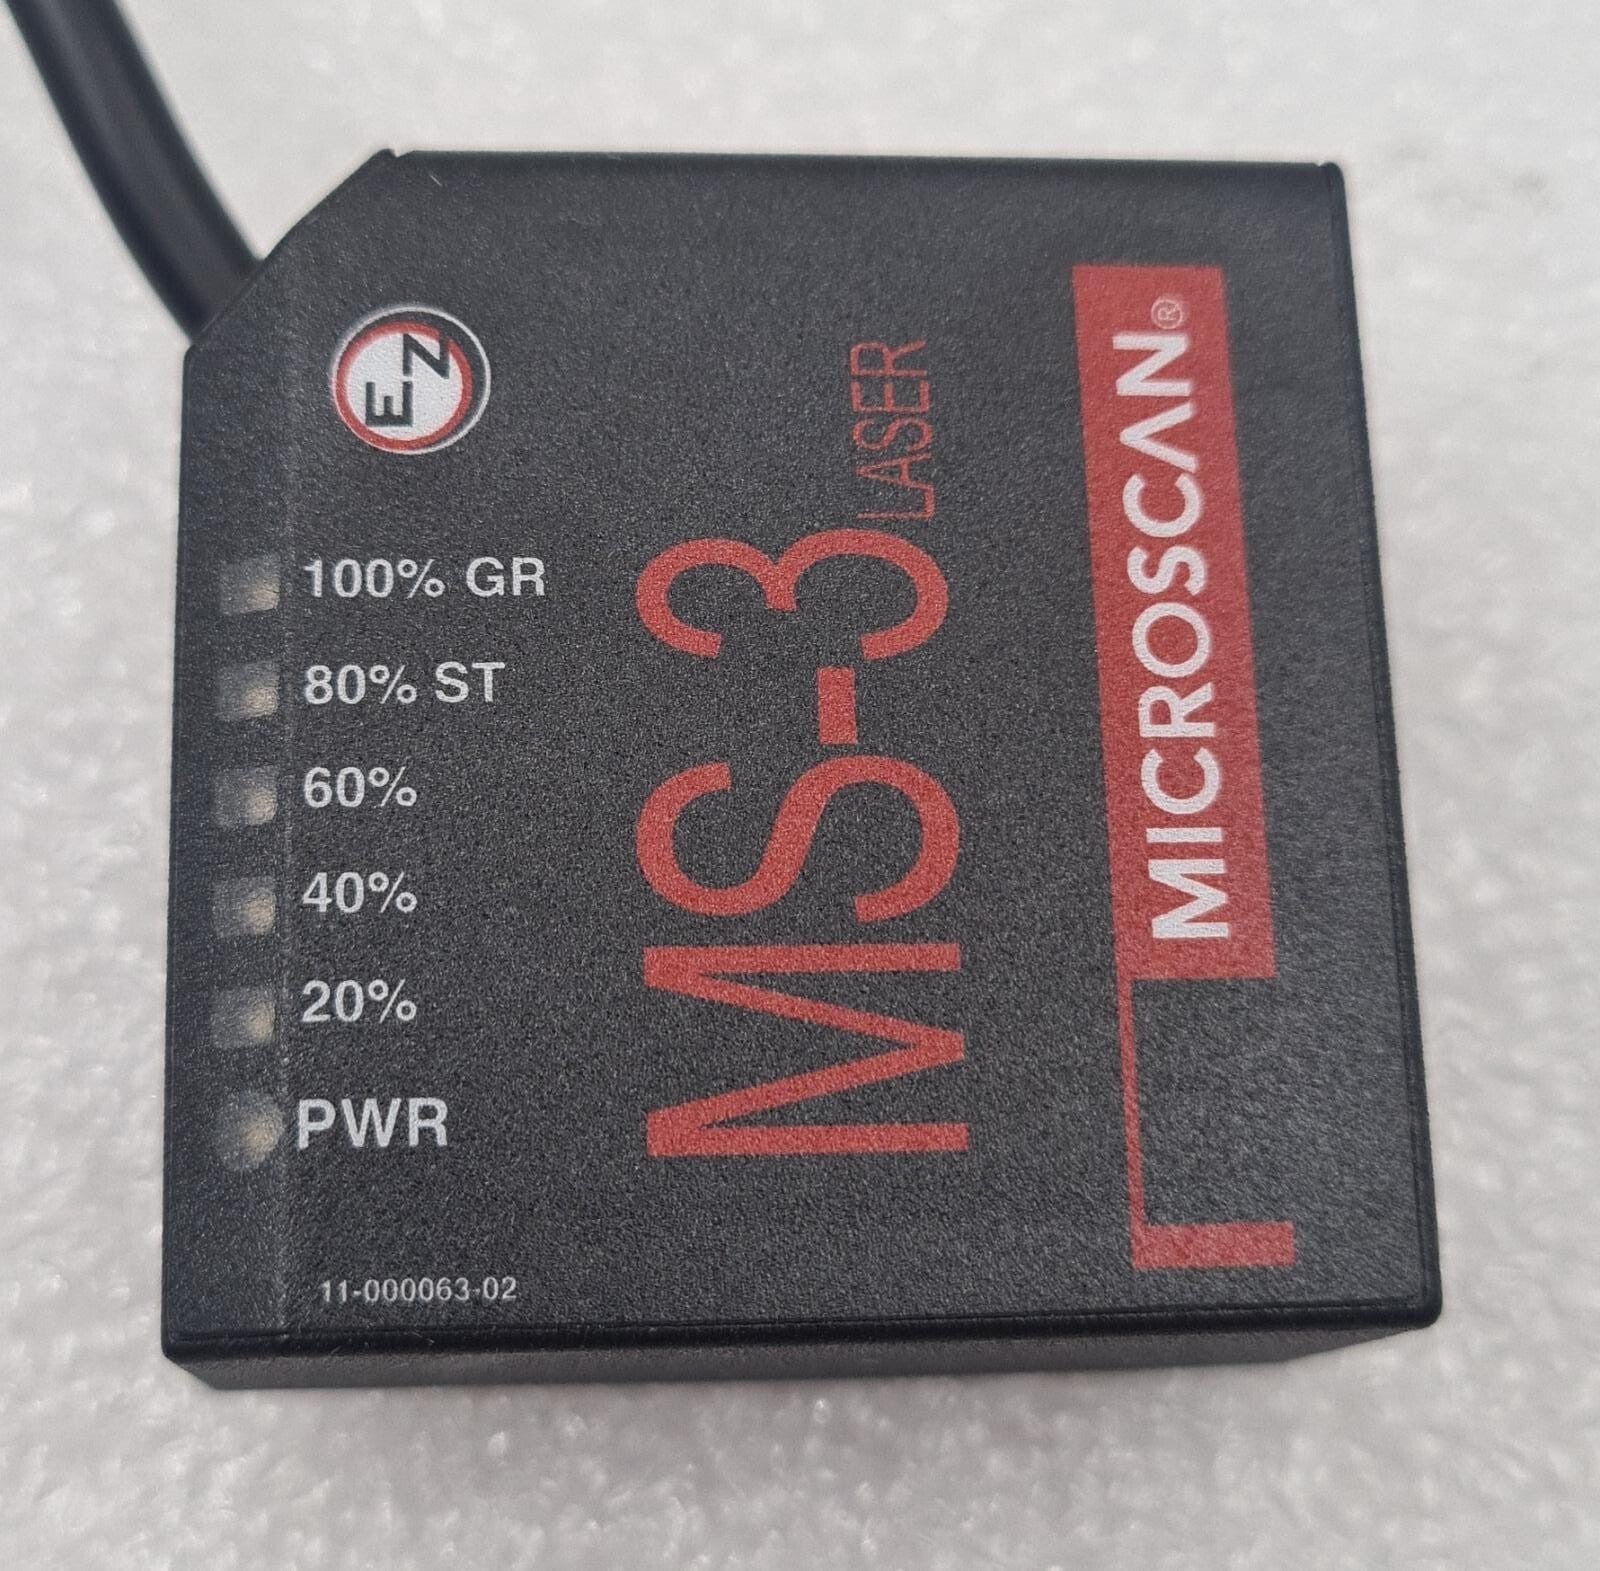 EZ
100% GR
80% ST
60%
40%
20%
PWR
11-000063-02
MS-3 LASER
MICROSCAN®